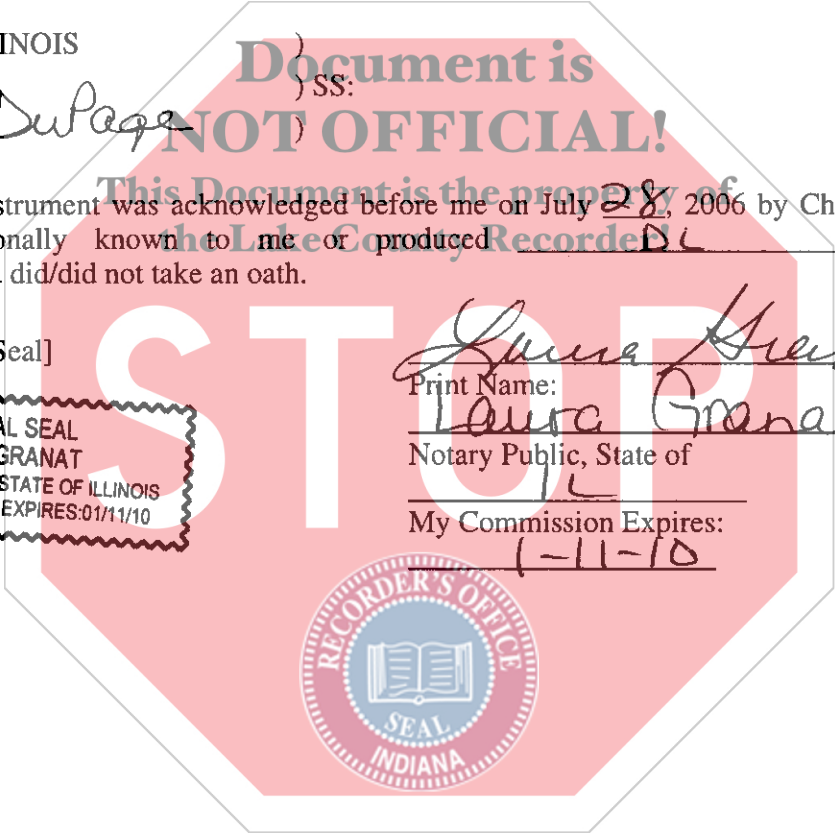 INOIS )
) SS:
DuPage )
Document is
NOT OFFICIAL!
This Document is the property of
the Lake County Recorder!
strument was acknowledged before me on July 28, 2006 by Ch
onally known to me or produced DL
did/did not take an oath.
Seal]
Laura
Print Name:
Laura Grana
Notary Public, State of
IL
My Commission Expires:
1-11-10
AL SEAL
GRANAT
STATE OF ILLINOIS
EXPIRES:01/11/10
STOP
RECORDER'S OFFICE
SEAL
INDIANA